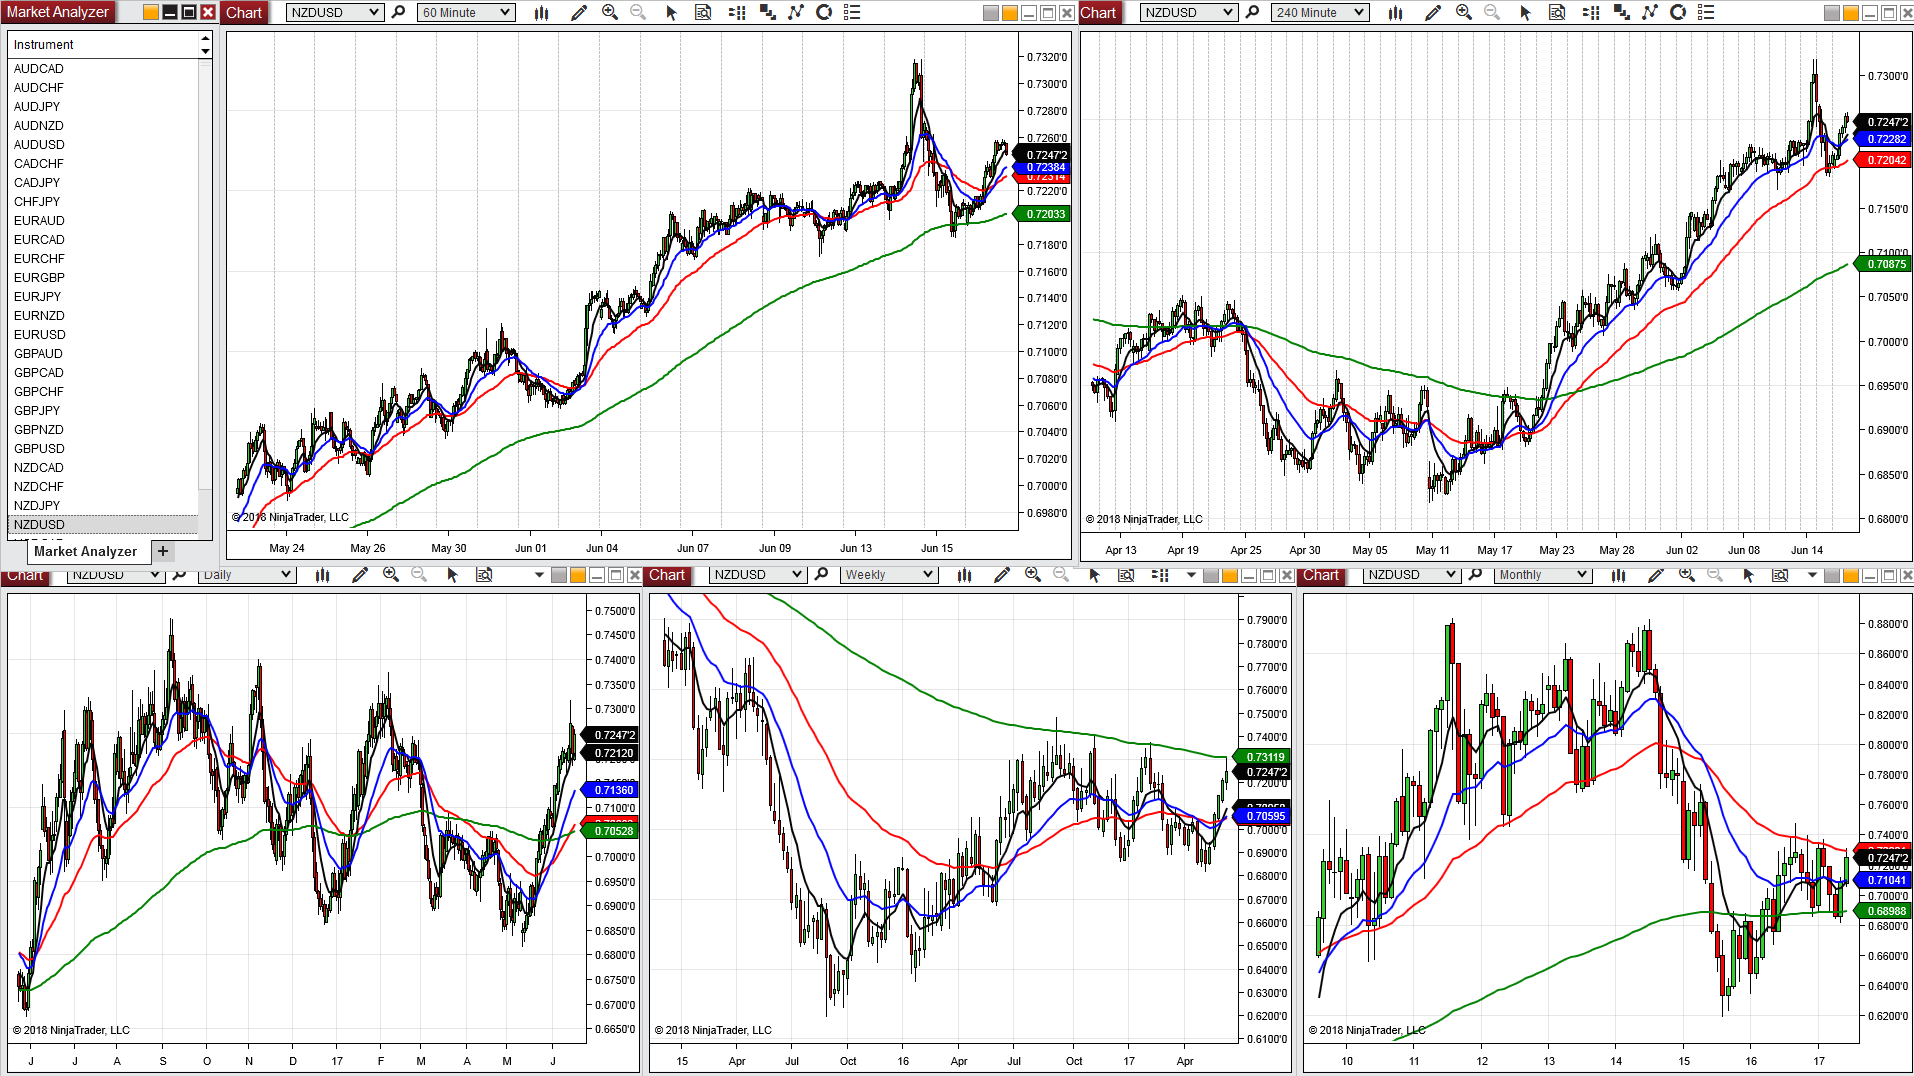 Market Analyzer
Instrument
AUDCAD
AUDCHF
AUDJPY
AUDNZD
AUDUSD
CADCHF
CADJPY
CHFJPY
EURAUD
EURCAD
EURCHF
EURGBP
EURJPY
EURNZD
EURUSD
GBPAUD
GBPCAD
GBPCHF
GBPJPY
GBPNZD
GBPUSD
NZDCAD
NZDCHF
NZDJPY
NZDUSD
Market Analyzer +
Chart NZDUSD 60 Minute
0.7320'0
0.7300'0
0.7280'0
0.7260'0
0.7247'2
0.72384
0.72314
0.7220'0
0.72033
0.7180'0
0.7160'0
0.7140'0
0.7120'0
0.7100'0
0.7080'0
0.7060'0
0.7040'0
0.7020'0
0.7000'0
0.6980'0
© 2018 NinjaTrader, LLC
May 24 May 26 May 30 Jun 01 Jun 04 Jun 07 Jun 09 Jun 13 Jun 15
Chart NZDUSD 240 Minute
0.7300'0
0.7247'2
0.72282
0.72042
0.7150'0
0.7100'0
0.70875
0.7050'0
0.7000'0
0.6950'0
0.6900'0
0.6850'0
0.6800'0
© 2018 NinjaTrader, LLC
Apr 13 Apr 19 Apr 25 Apr 30 May 05 May 11 May 17 May 23 May 28 Jun 02 Jun 08 Jun 14
Chart NZDUSD Daily
0.7500'0
0.7450'0
0.7400'0
0.7350'0
0.7300'0
0.7247'2
0.72120
0.71360
0.7100'0
0.70528
0.7000'0
0.6950'0
0.6900'0
0.6850'0
0.6800'0
0.6750'0
0.6700'0
0.6650'0
© 2018 NinjaTrader, LLC
J J A S O N D 17 F M A M J
Chart NZDUSD Weekly
0.7900'0
0.7800'0
0.7700'0
0.7600'0
0.7500'0
0.7400'0
0.73119
0.7247'2
0.7200'0
0.70595
0.7000'0
0.6900'0
0.6800'0
0.6700'0
0.6600'0
0.6500'0
0.6400'0
0.6300'0
0.6200'0
0.6100'0
© 2018 NinjaTrader, LLC
15 Apr Jul Oct 16 Apr Jul Oct 17 Apr
Chart NZDUSD Monthly
0.8800'0
0.8600'0
0.8400'0
0.8200'0
0.8000'0
0.7800'0
0.7600'0
0.7400'0
0.7247'2
0.71041
0.7000'0
0.68988
0.6800'0
0.6600'0
0.6400'0
0.6200'0
© 2018 NinjaTrader, LLC
10 11 12 13 14 15 16 17